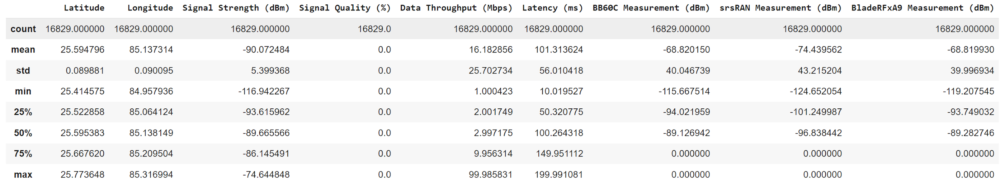 Latitude Longitude Signal Strength (dBm) Signal Quality (%) Data Throughput (Mbps) Latency (ms) BB60C Measurement (dBm) srsRAN Measurement (dBm) BladeRFxA9 Measurement (dBm)
count 16829.000000 16829.000000 16829.000000 16829.0 16829.000000 16829.000000 16829.000000 16829.000000 16829.000000
mean 25.594796 85.137314 -90.072484 0.0 16.182856 101.313624 -68.820150 -74.439562 -68.819930
std 0.089881 0.090095 5.399368 0.0 25.702734 56.010418 40.046739 43.215204 39.996934
min 25.414575 84.957936 -116.942267 0.0 1.000423 10.019527 -115.667514 -124.652054 -119.207545
25% 25.522858 85.064124 -93.615962 0.0 2.001749 50.320775 -94.021959 -101.249987 -93.749032
50% 25.595383 85.138149 -89.665566 0.0 2.997175 100.264318 -89.126942 -96.838442 -89.282746
75% 25.667620 85.209504 -86.145491 0.0 9.956314 149.951112 0.000000 0.000000 0.000000
max 25.773648 85.316994 -74.644848 0.0 99.985831 199.991081 0.000000 0.000000 0.000000